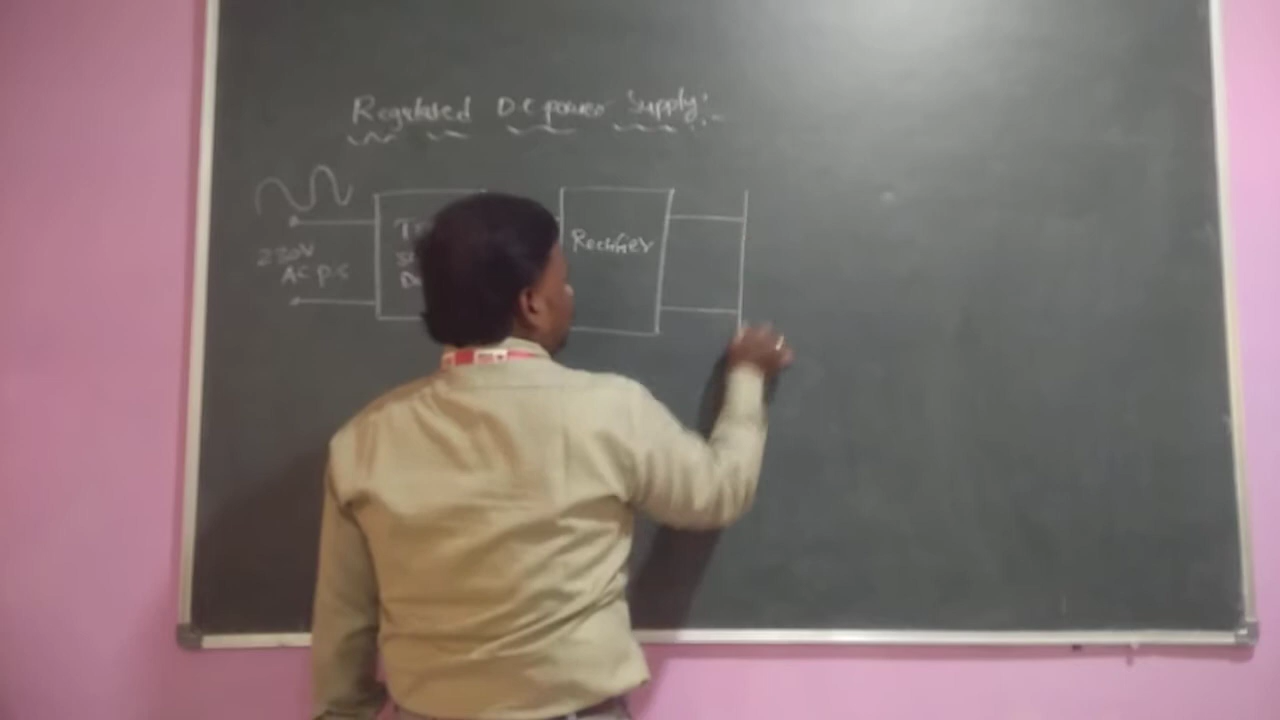 Regulated D.C power Supply:-
230V
AC p/s
Rectifier